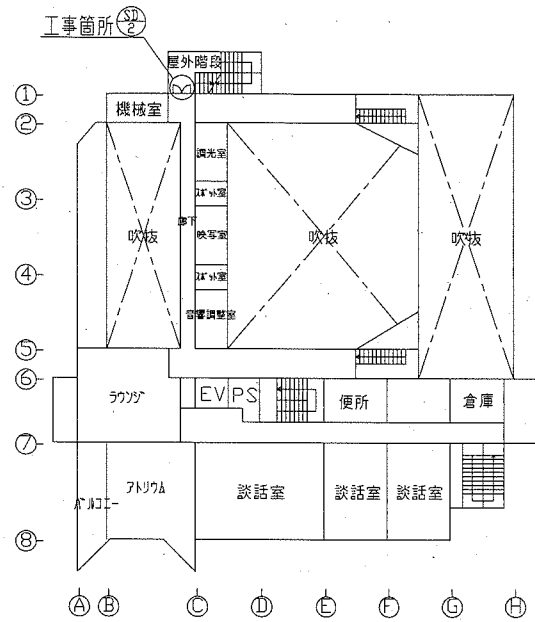 工事箇所 SD 2
屋外階段
①
機械室
②
調光室
③
スポット室
廊下
映写室
吹抜
吹抜
吹抜
④
スポット室
音響調整室
⑤
⑥
ラウンジ
EV
PS
便所
倉庫
⑦
バルコニー
アトリウム
談話室
談話室
談話室
⑧
Ⓐ Ⓑ Ⓒ Ⓓ Ⓔ Ⓕ Ⓖ Ⓗ